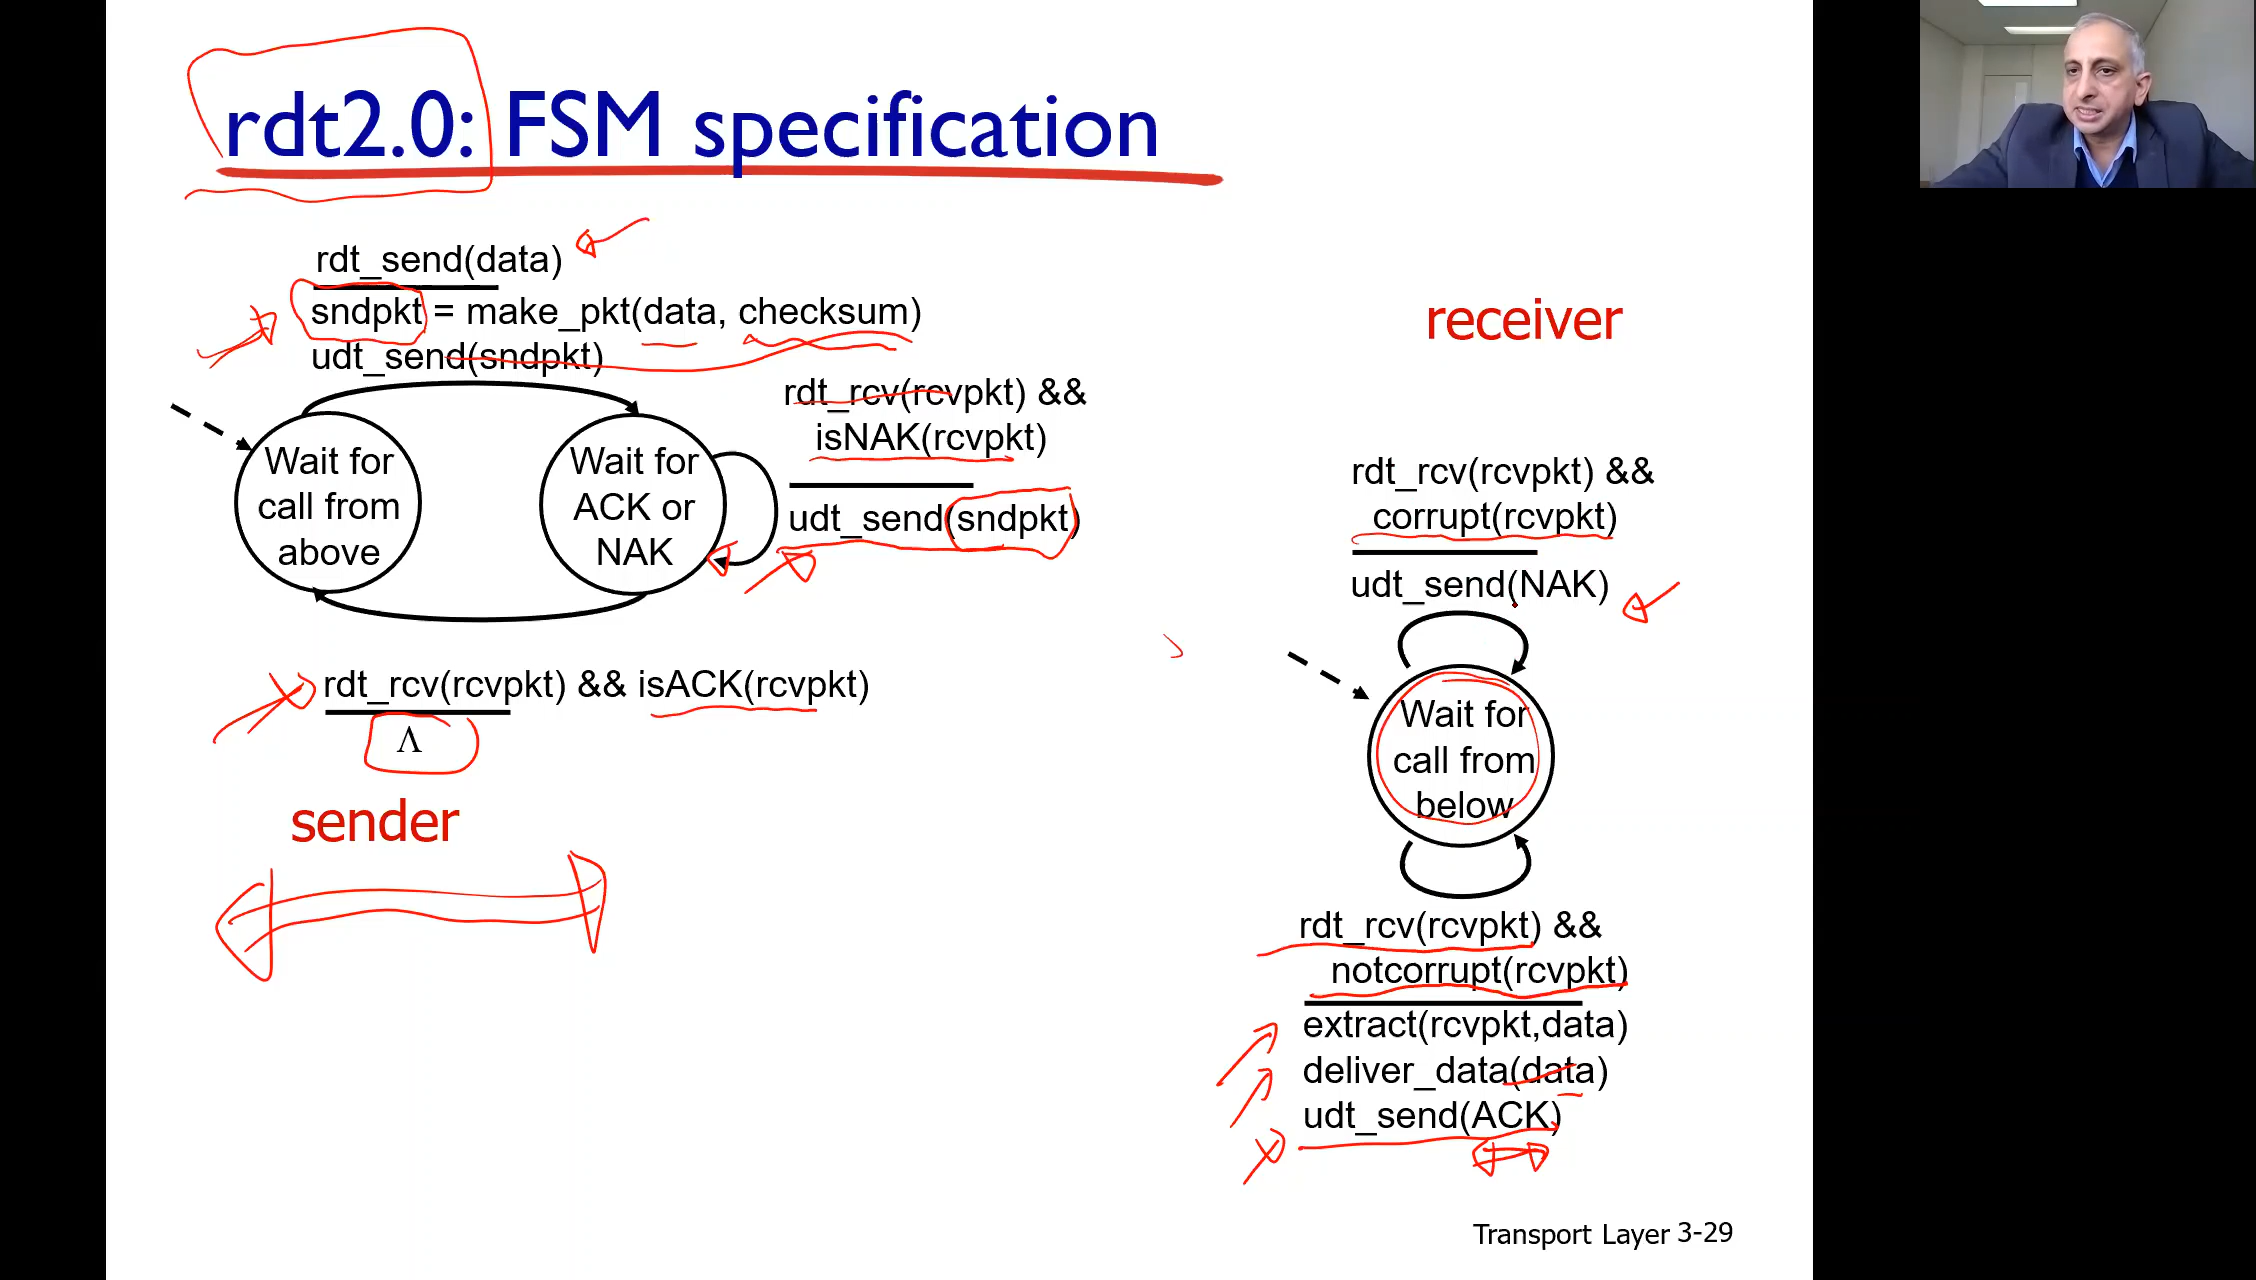 rdt2.0: FSM specification
rdt_send(data)
sndpkt = make_pkt(data, checksum)
udt_send(sndpkt)
Wait for
call from
above
Wait for
ACK or
NAK
rdt_rcv(rcvpkt) &&
isNAK(rcvpkt)
udt_send(sndpkt)
rdt_rcv(rcvpkt) && isACK(rcvpkt)
Λ
sender
receiver
rdt_rcv(rcvpkt) &&
corrupt(rcvpkt)
udt_send(NAK)
Wait for
call from
below
rdt_rcv(rcvpkt) &&
notcorrupt(rcvpkt)
extract(rcvpkt,data)
deliver_data(data)
udt_send(ACK)
Transport Layer 3-29